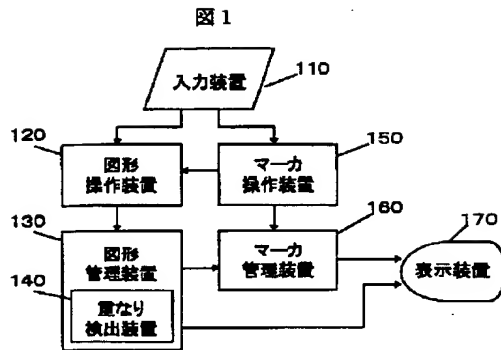 図1
入力装置
110
120
図形
操作装置
150
マーカ
操作装置
130
図形
管理装置
140
重なり
検出装置
160
マーカ
管理装置
170
表示装置